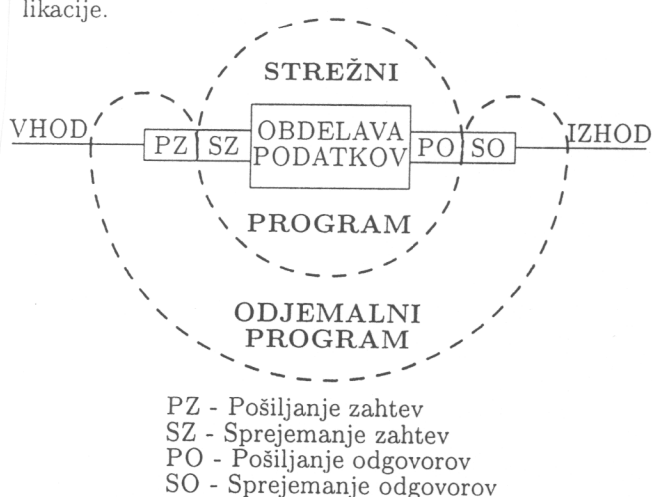 likacije.
STREŽNI
VHOD PZ SZ OBDELAVA PODATKOV PO SO IZHOD
PROGRAM
ODJEMALNI
PROGRAM
PZ - Pošiljanje zahtev
SZ - Sprejemanje zahtev
PO - Pošiljanje odgovorov
SO - Sprejemanje odgovorov